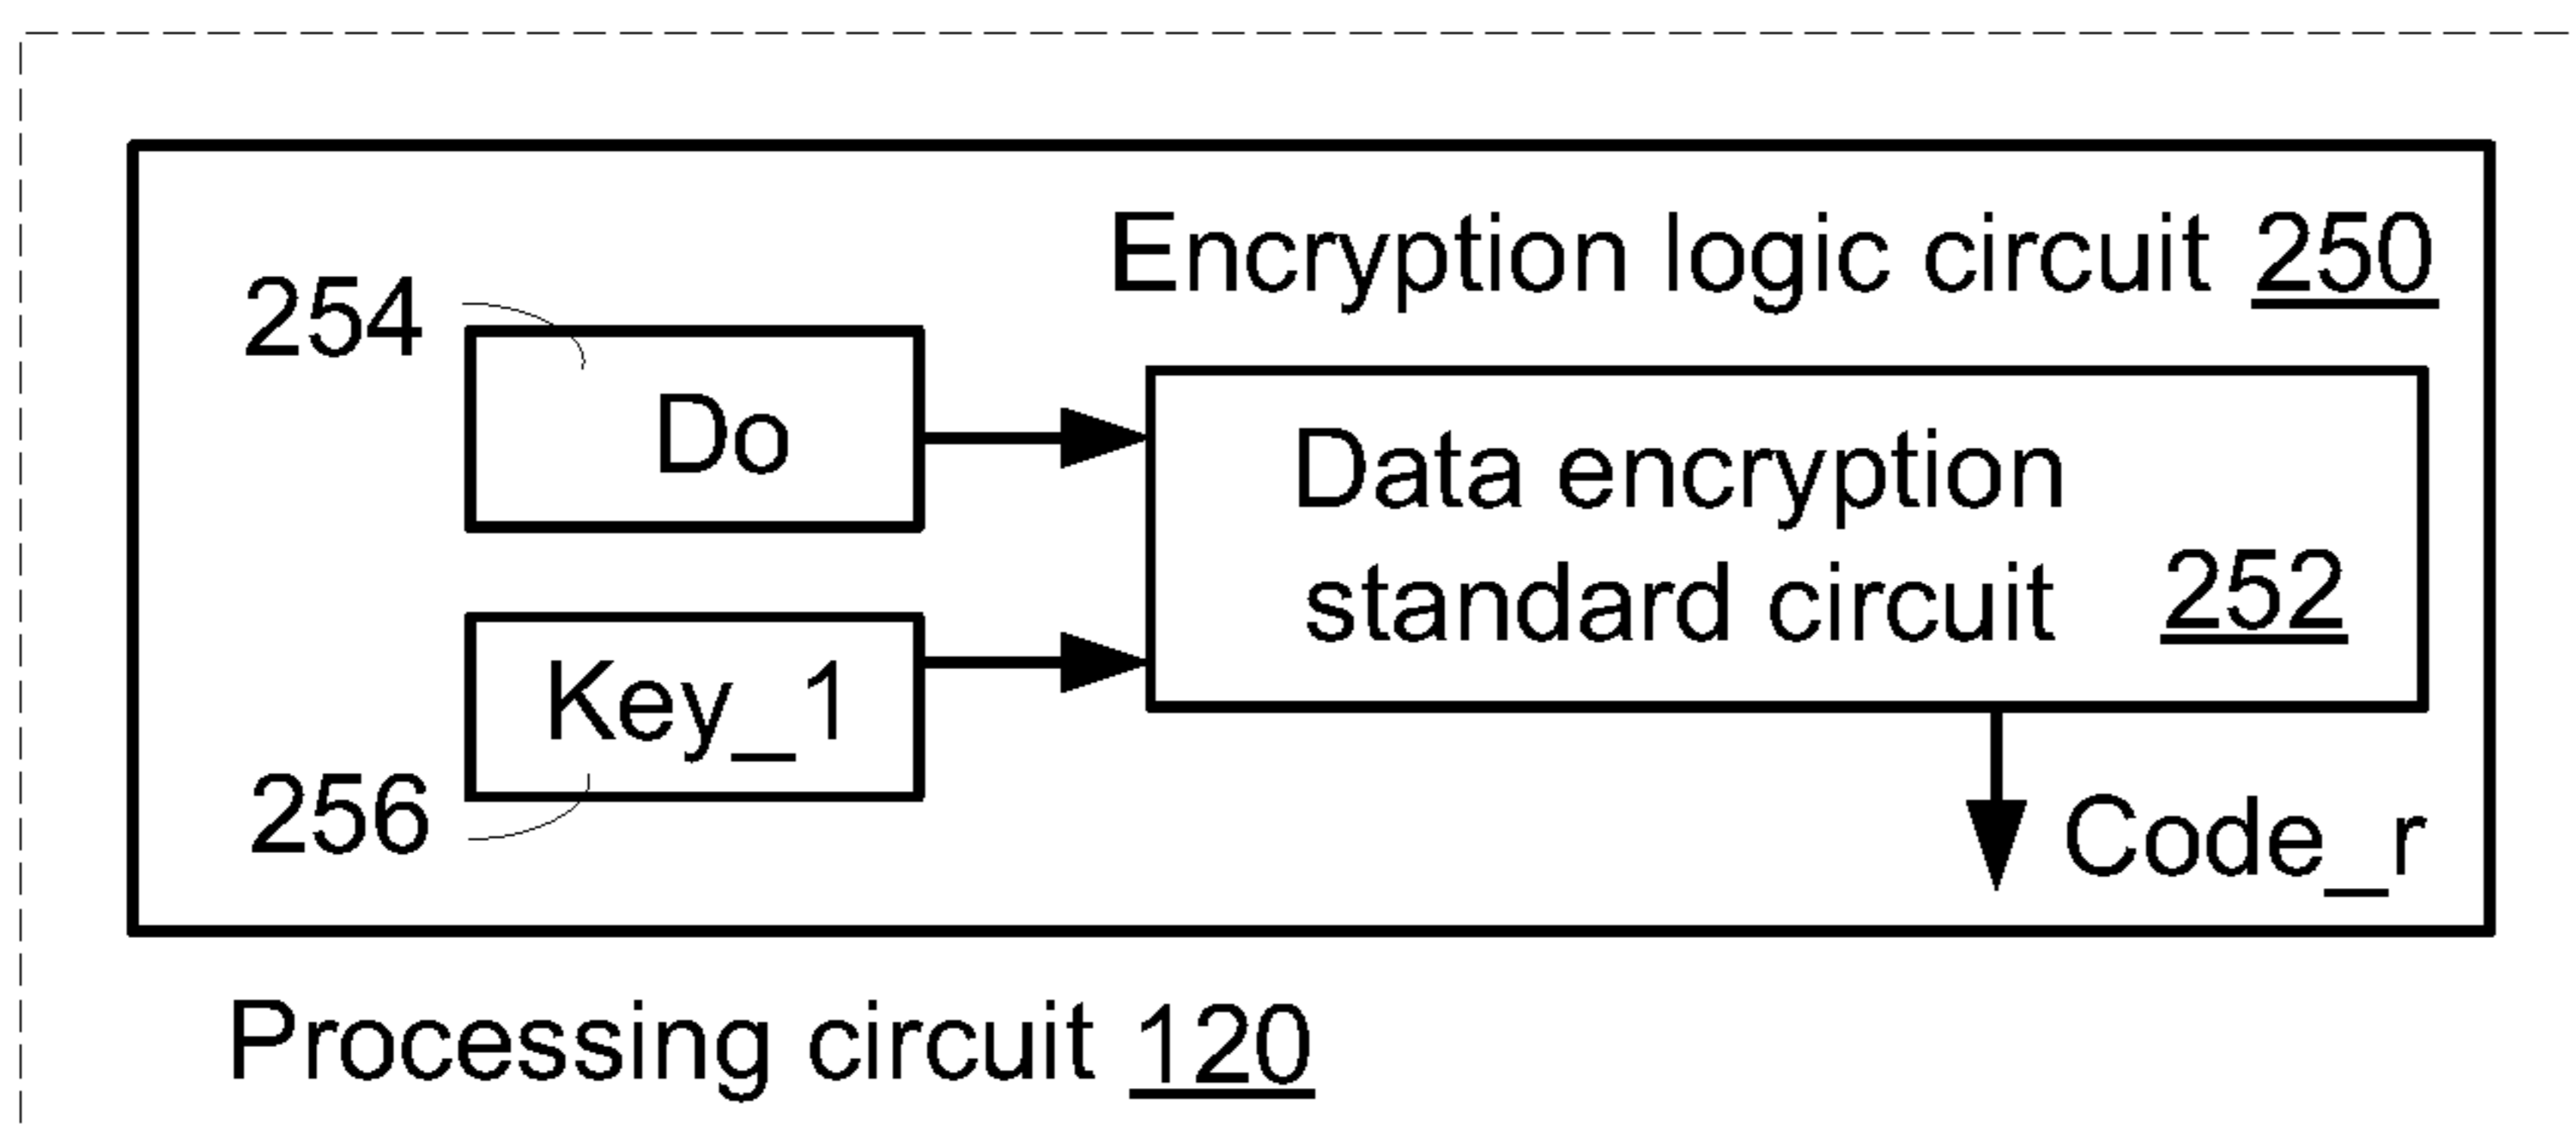 Encryption logic circuit 250
254
Do
Data encryption
standard circuit 252
Key_1
256
Code_r
Processing circuit 120